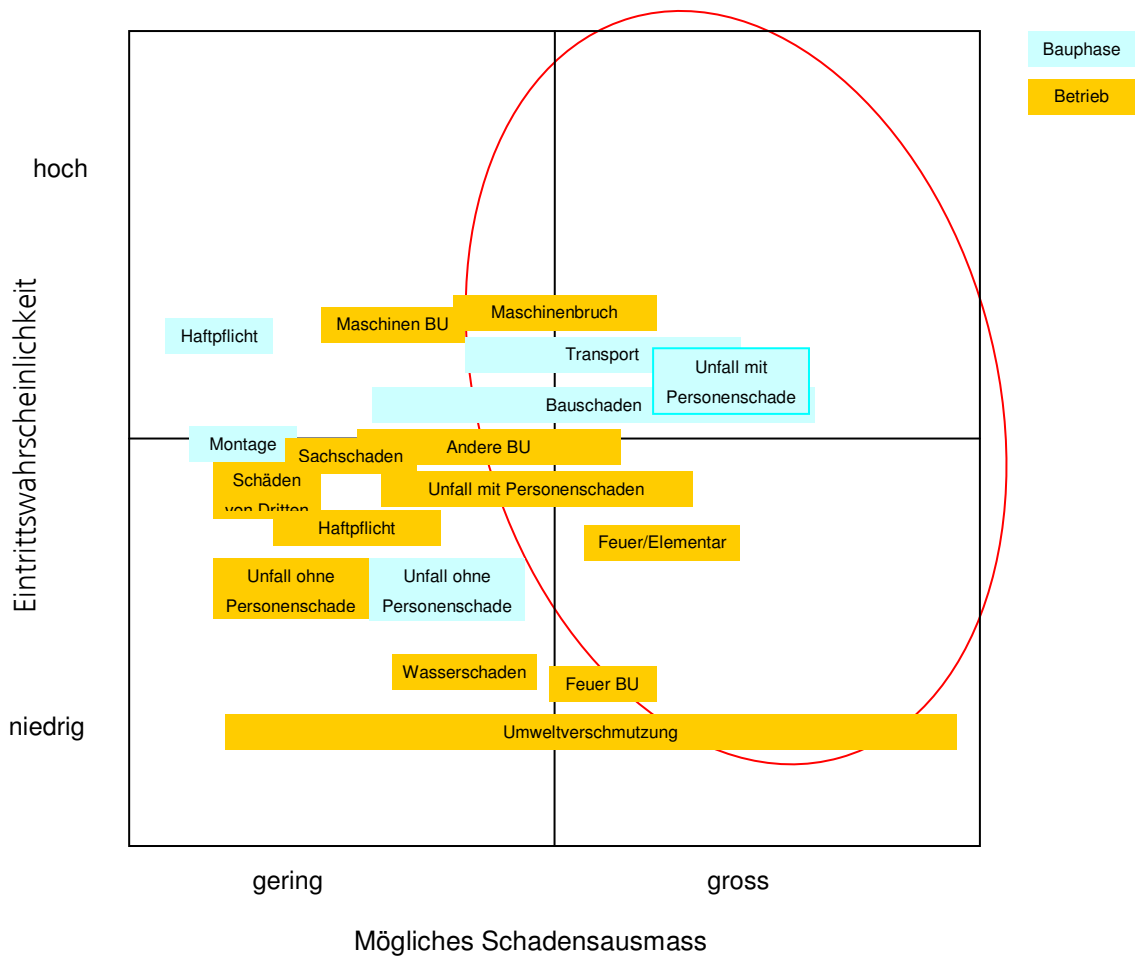 Bauphase
Betrieb
hoch
Eintrittswahrscheinlichkeit
niedrig
Maschinenbruch
Maschinen BU
Haftpflicht
Transport
Unfall mit
Personenschade
Bauschaden
Montage
Sachschaden
Andere BU
Schäden
von Dritten
Unfall mit Personenschaden
Haftpflicht
Feuer/Elementar
Unfall ohne
Personenschade
Unfall ohne
Personenschade
Wasserschaden
Feuer BU
Umweltverschmutzung
gering
gross
Mögliches Schadensausmass